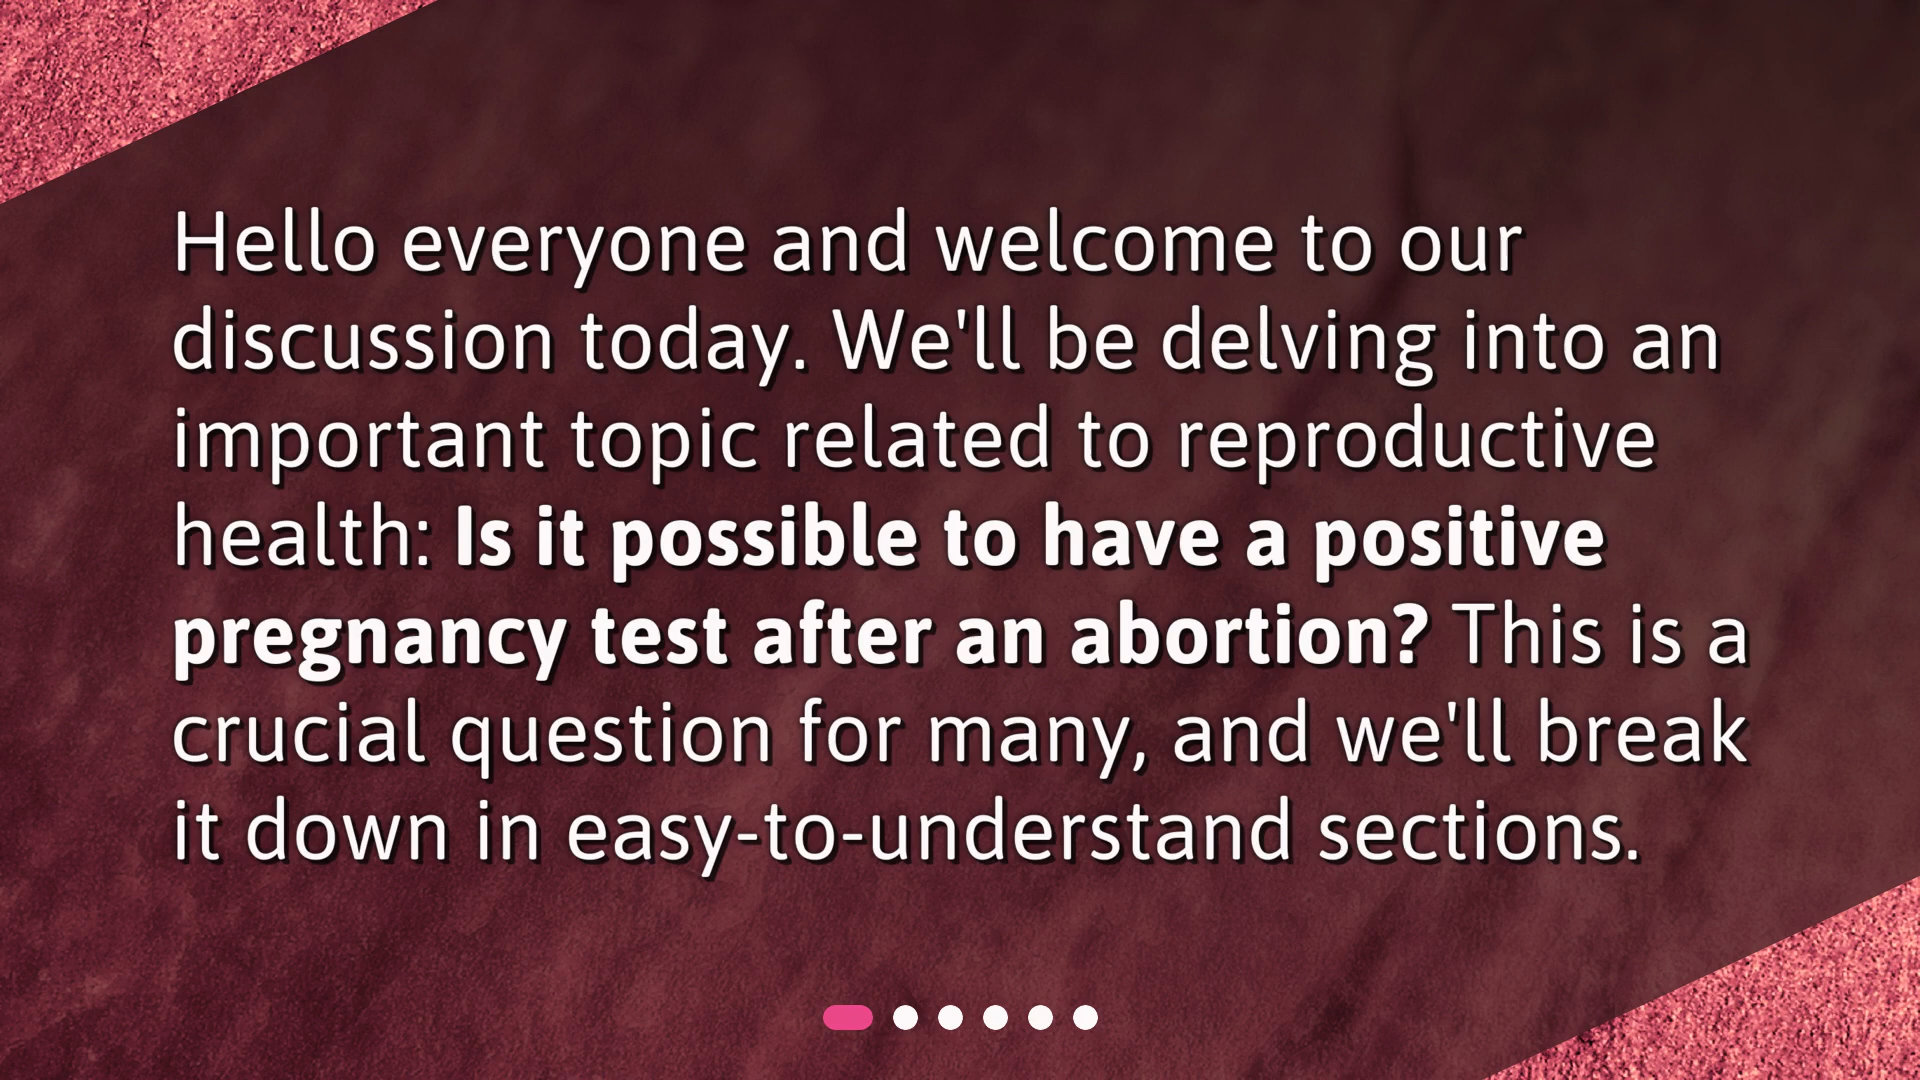 Hello everyone and welcome to our
discussion today. We'll be delving into an
important topic related to reproductive
health: Is it possible to have a positive
pregnancy test after an abortion? This is a
crucial question for many, and we'll break
it down in easy-to-understand sections.